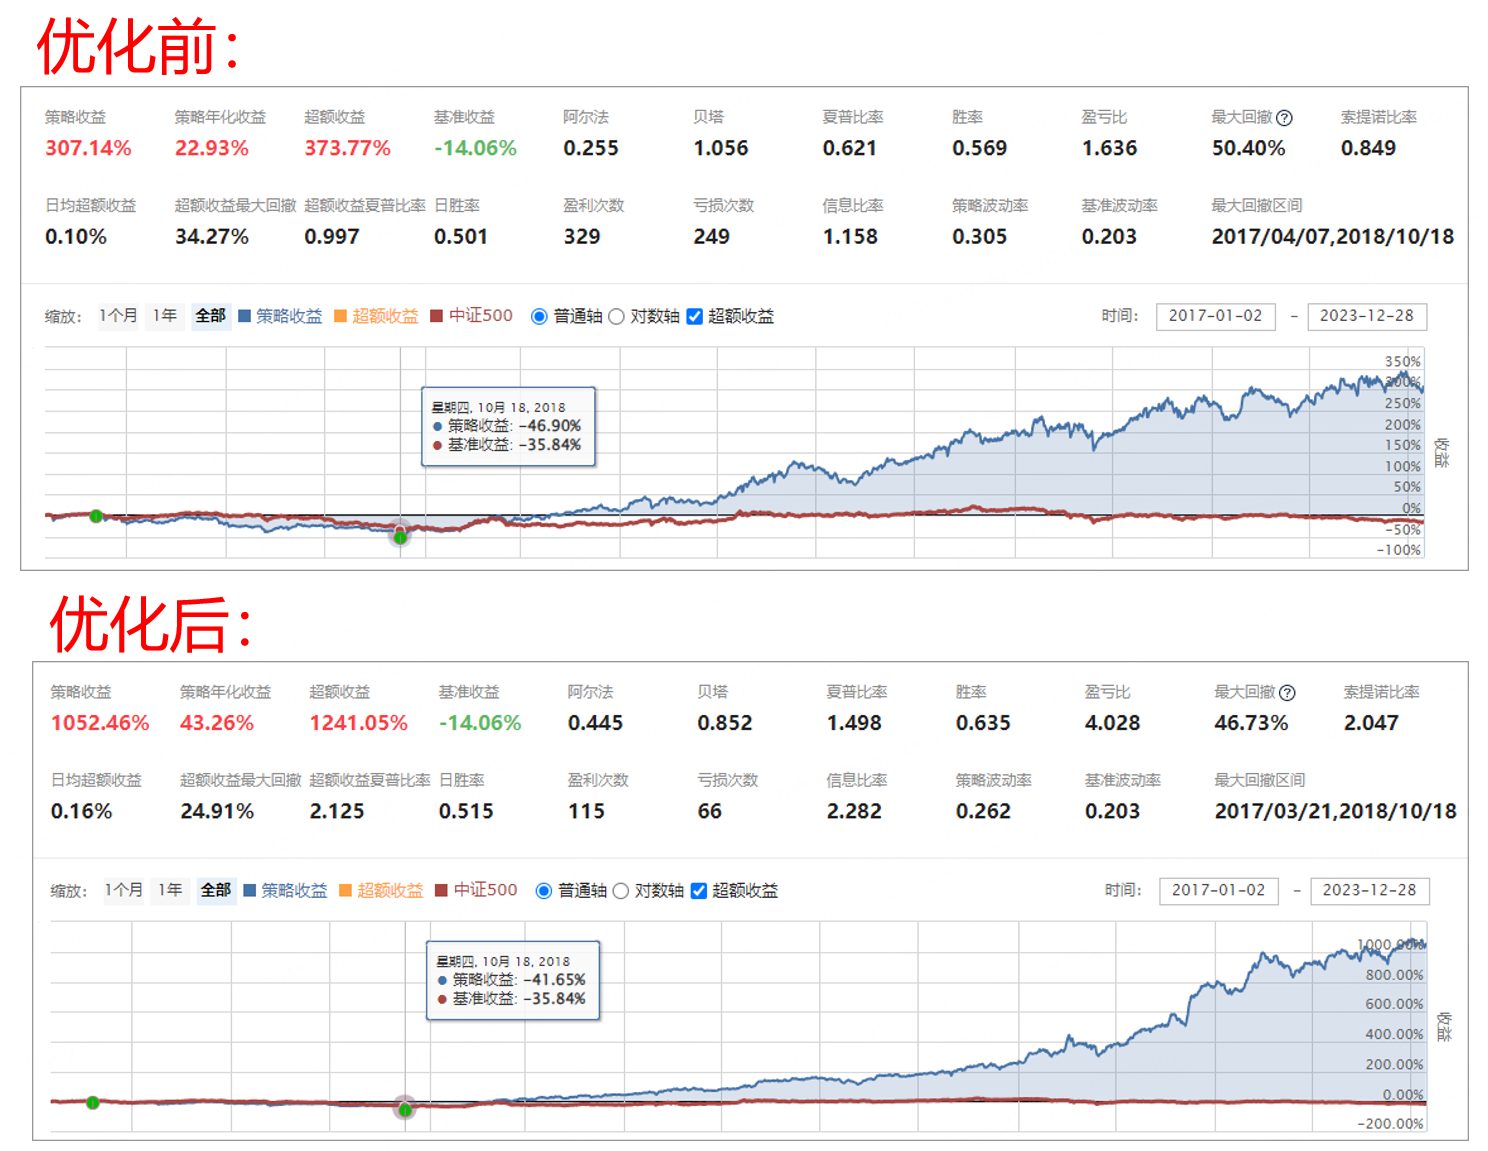 优化前：
策略收益 策略年化收益 超额收益 基准收益 阿尔法 贝塔 夏普比率 胜率 盈亏比 最大回撤 ? 索提诺比率
307.14% 22.93% 373.77% -14.06% 0.255 1.056 0.621 0.569 1.636 50.40% 0.849
日均超额收益 超额收益最大回撤 超额收益夏普比率 日胜率 盈利次数 亏损次数 信息比率 策略波动率 基准波动率 最大回撤区间
0.10% 34.27% 0.997 0.501 329 249 1.158 0.305 0.203 2017/04/07,2018/10/18
缩放: 1个月 1年 全部 策略收益 超额收益 中证500 普通轴 对数轴 超额收益 时间: 2017-01-02 - 2023-12-28
350%
300%
250%
200%
150%
100%
50%
0%
-50%
-100%
收益
星期四, 10月 18, 2018
策略收益: -46.90%
基准收益: -35.84%
优化后：
策略收益 策略年化收益 超额收益 基准收益 阿尔法 贝塔 夏普比率 胜率 盈亏比 最大回撤 ? 索提诺比率
1052.46% 43.26% 1241.05% -14.06% 0.445 0.852 1.498 0.635 4.028 46.73% 2.047
日均超额收益 超额收益最大回撤 超额收益夏普比率 日胜率 盈利次数 亏损次数 信息比率 策略波动率 基准波动率 最大回撤区间
0.16% 24.91% 2.125 0.515 115 66 2.282 0.262 0.203 2017/03/21,2018/10/18
缩放: 1个月 1年 全部 策略收益 超额收益 中证500 普通轴 对数轴 超额收益 时间: 2017-01-02 - 2023-12-28
1000.00%
800.00%
600.00%
400.00%
200.00%
0.00%
-200.00%
收益
星期四, 10月 18, 2018
策略收益: -41.65%
基准收益: -35.84%